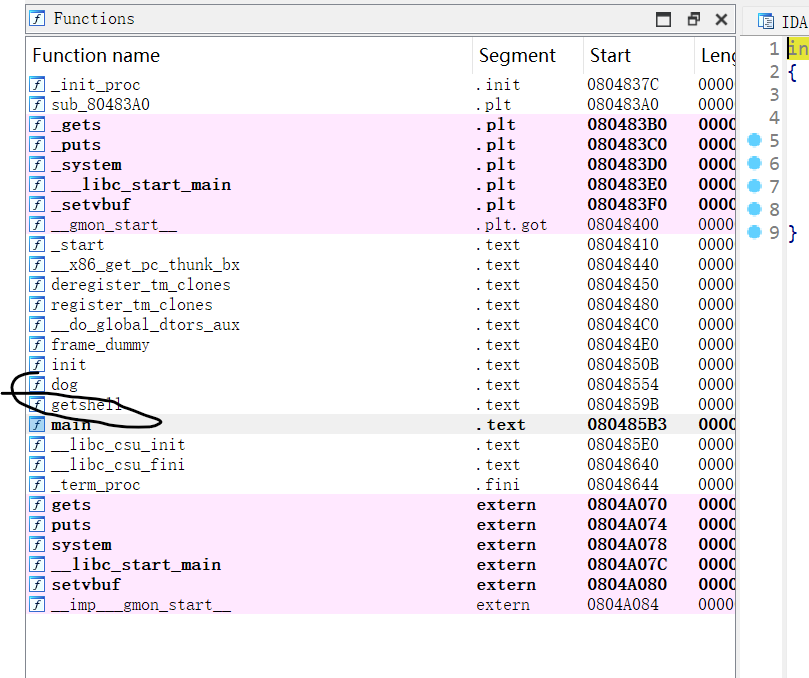 Functions
Function name Segment Start Leng
_init_proc .init 0804837C 0000
sub_80483A0 .plt 080483A0 0000
_gets .plt 080483B0 0000
_puts .plt 080483C0 0000
_system .plt 080483D0 0000
___libc_start_main .plt 080483E0 0000
_setvbuf .plt 080483F0 0000
__gmon_start__ .plt.got 08048400 0000
_start .text 08048410 0000
__x86_get_pc_thunk_bx .text 08048440 0000
deregister_tm_clones .text 08048450 0000
register_tm_clones .text 08048480 0000
__do_global_dtors_aux .text 080484C0 0000
frame_dummy .text 080484E0 0000
init .text 0804850B 0000
dog .text 08048554 0000
getshell .text 0804859B 0000
main .text 080485B3 0000
__libc_csu_init .text 080485E0 0000
__libc_csu_fini .text 08048640 0000
_term_proc .fini 08048644 0000
gets extern 0804A070 0000
puts extern 0804A074 0000
system extern 0804A078 0000
__libc_start_main extern 0804A07C 0000
setvbuf extern 0804A080 0000
__imp___gmon_start__ extern 0804A084 0000
IDA
1 in
2 {
3
4
5
6
7
8
9 }